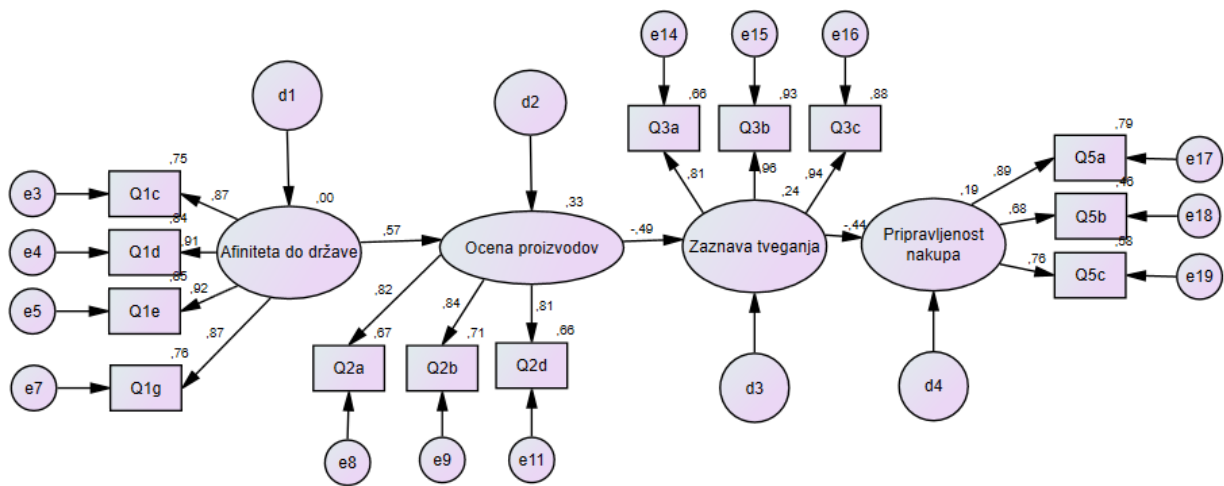 e14
e15
e16
,66
,93
,88
Q3a
Q3b
Q3c
,81
,96
,94
d1
d2
,79
Q5a
e17
,89
,46
Q5b
e18
,68
,68
Q5c
e19
,76
,75
e3
Q1c
,87
,84
e4
Q1d
,91
,85
e5
Q1e
,92
,76
e7
Q1g
,87
,00
Afiniteta do države
,57
,33
Ocena proizvodov
-,49
,24
Zaznava tveganja
-,44
,19
Pripravljenost
nakupa
,82
,84
,81
,67
,71
,66
Q2a
Q2b
Q2d
e8
e9
e11
d3
d4